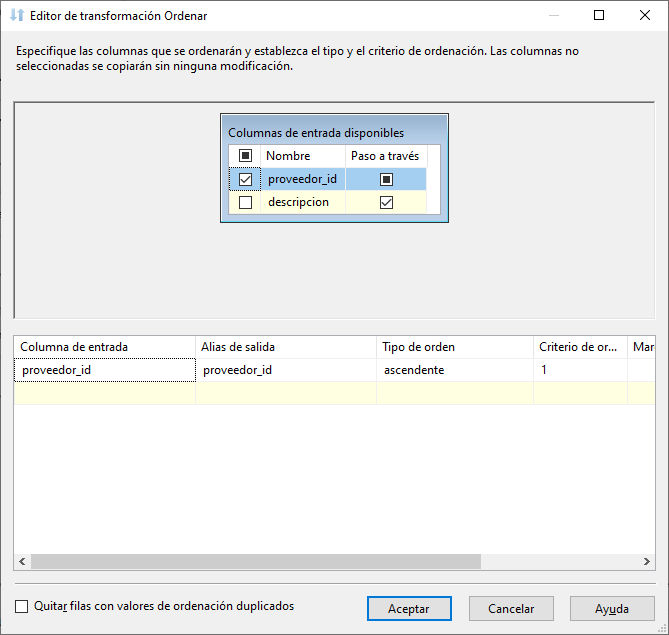 Editor de transformación Ordenar
Especifique las columnas que se ordenarán y establezca el tipo y el criterio de ordenación. Las columnas no
seleccionadas se copiarán sin ninguna modificación.
Columnas de entrada disponibles
Nombre Paso a través
proveedor_id
descripcion
Columna de entrada Alias de salida Tipo de orden Criterio de or... Mar
proveedor_id proveedor_id ascendente 1
Quitar filas con valores de ordenación duplicados
Aceptar Cancelar Ayuda